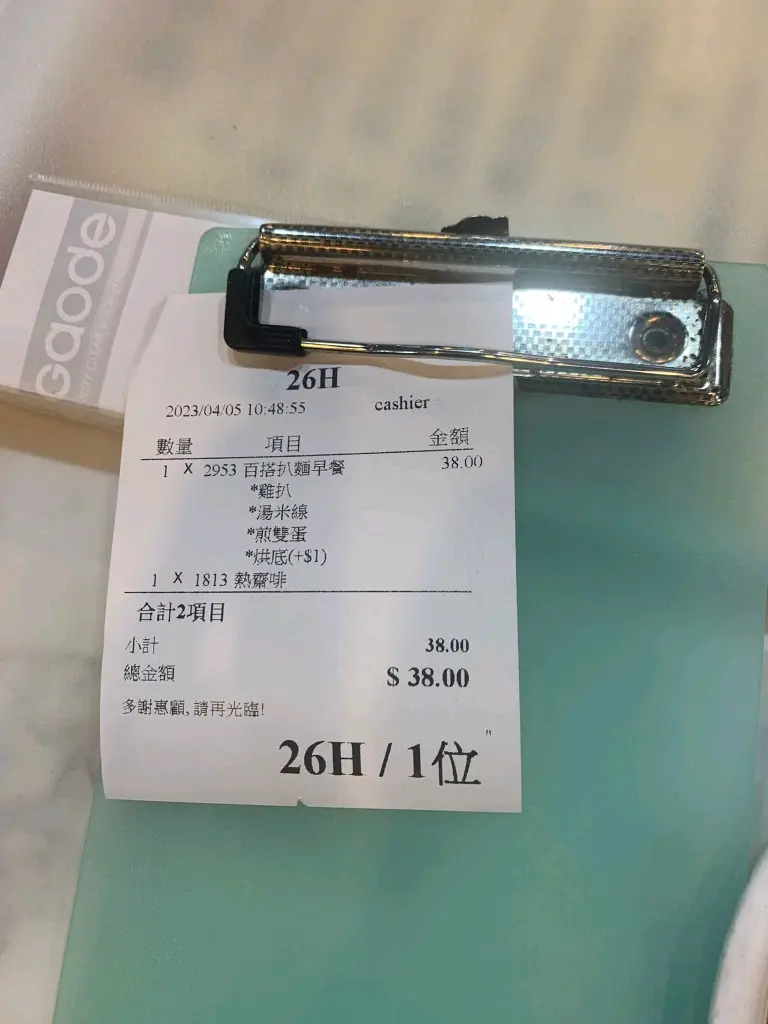 Gaode
26H
2023/04/05 10:48:55 cashier
數量 項目 金額
1 X 2953 百搭扒麵早餐 38.00
*雞扒
*湯米線
*煎雙蛋
*烘底(+$1)
1 X 1813 熱齋啡
合計2項目
小計 38.00
總金額 $ 38.00
多謝惠顧, 請再光臨!
26H / 1位